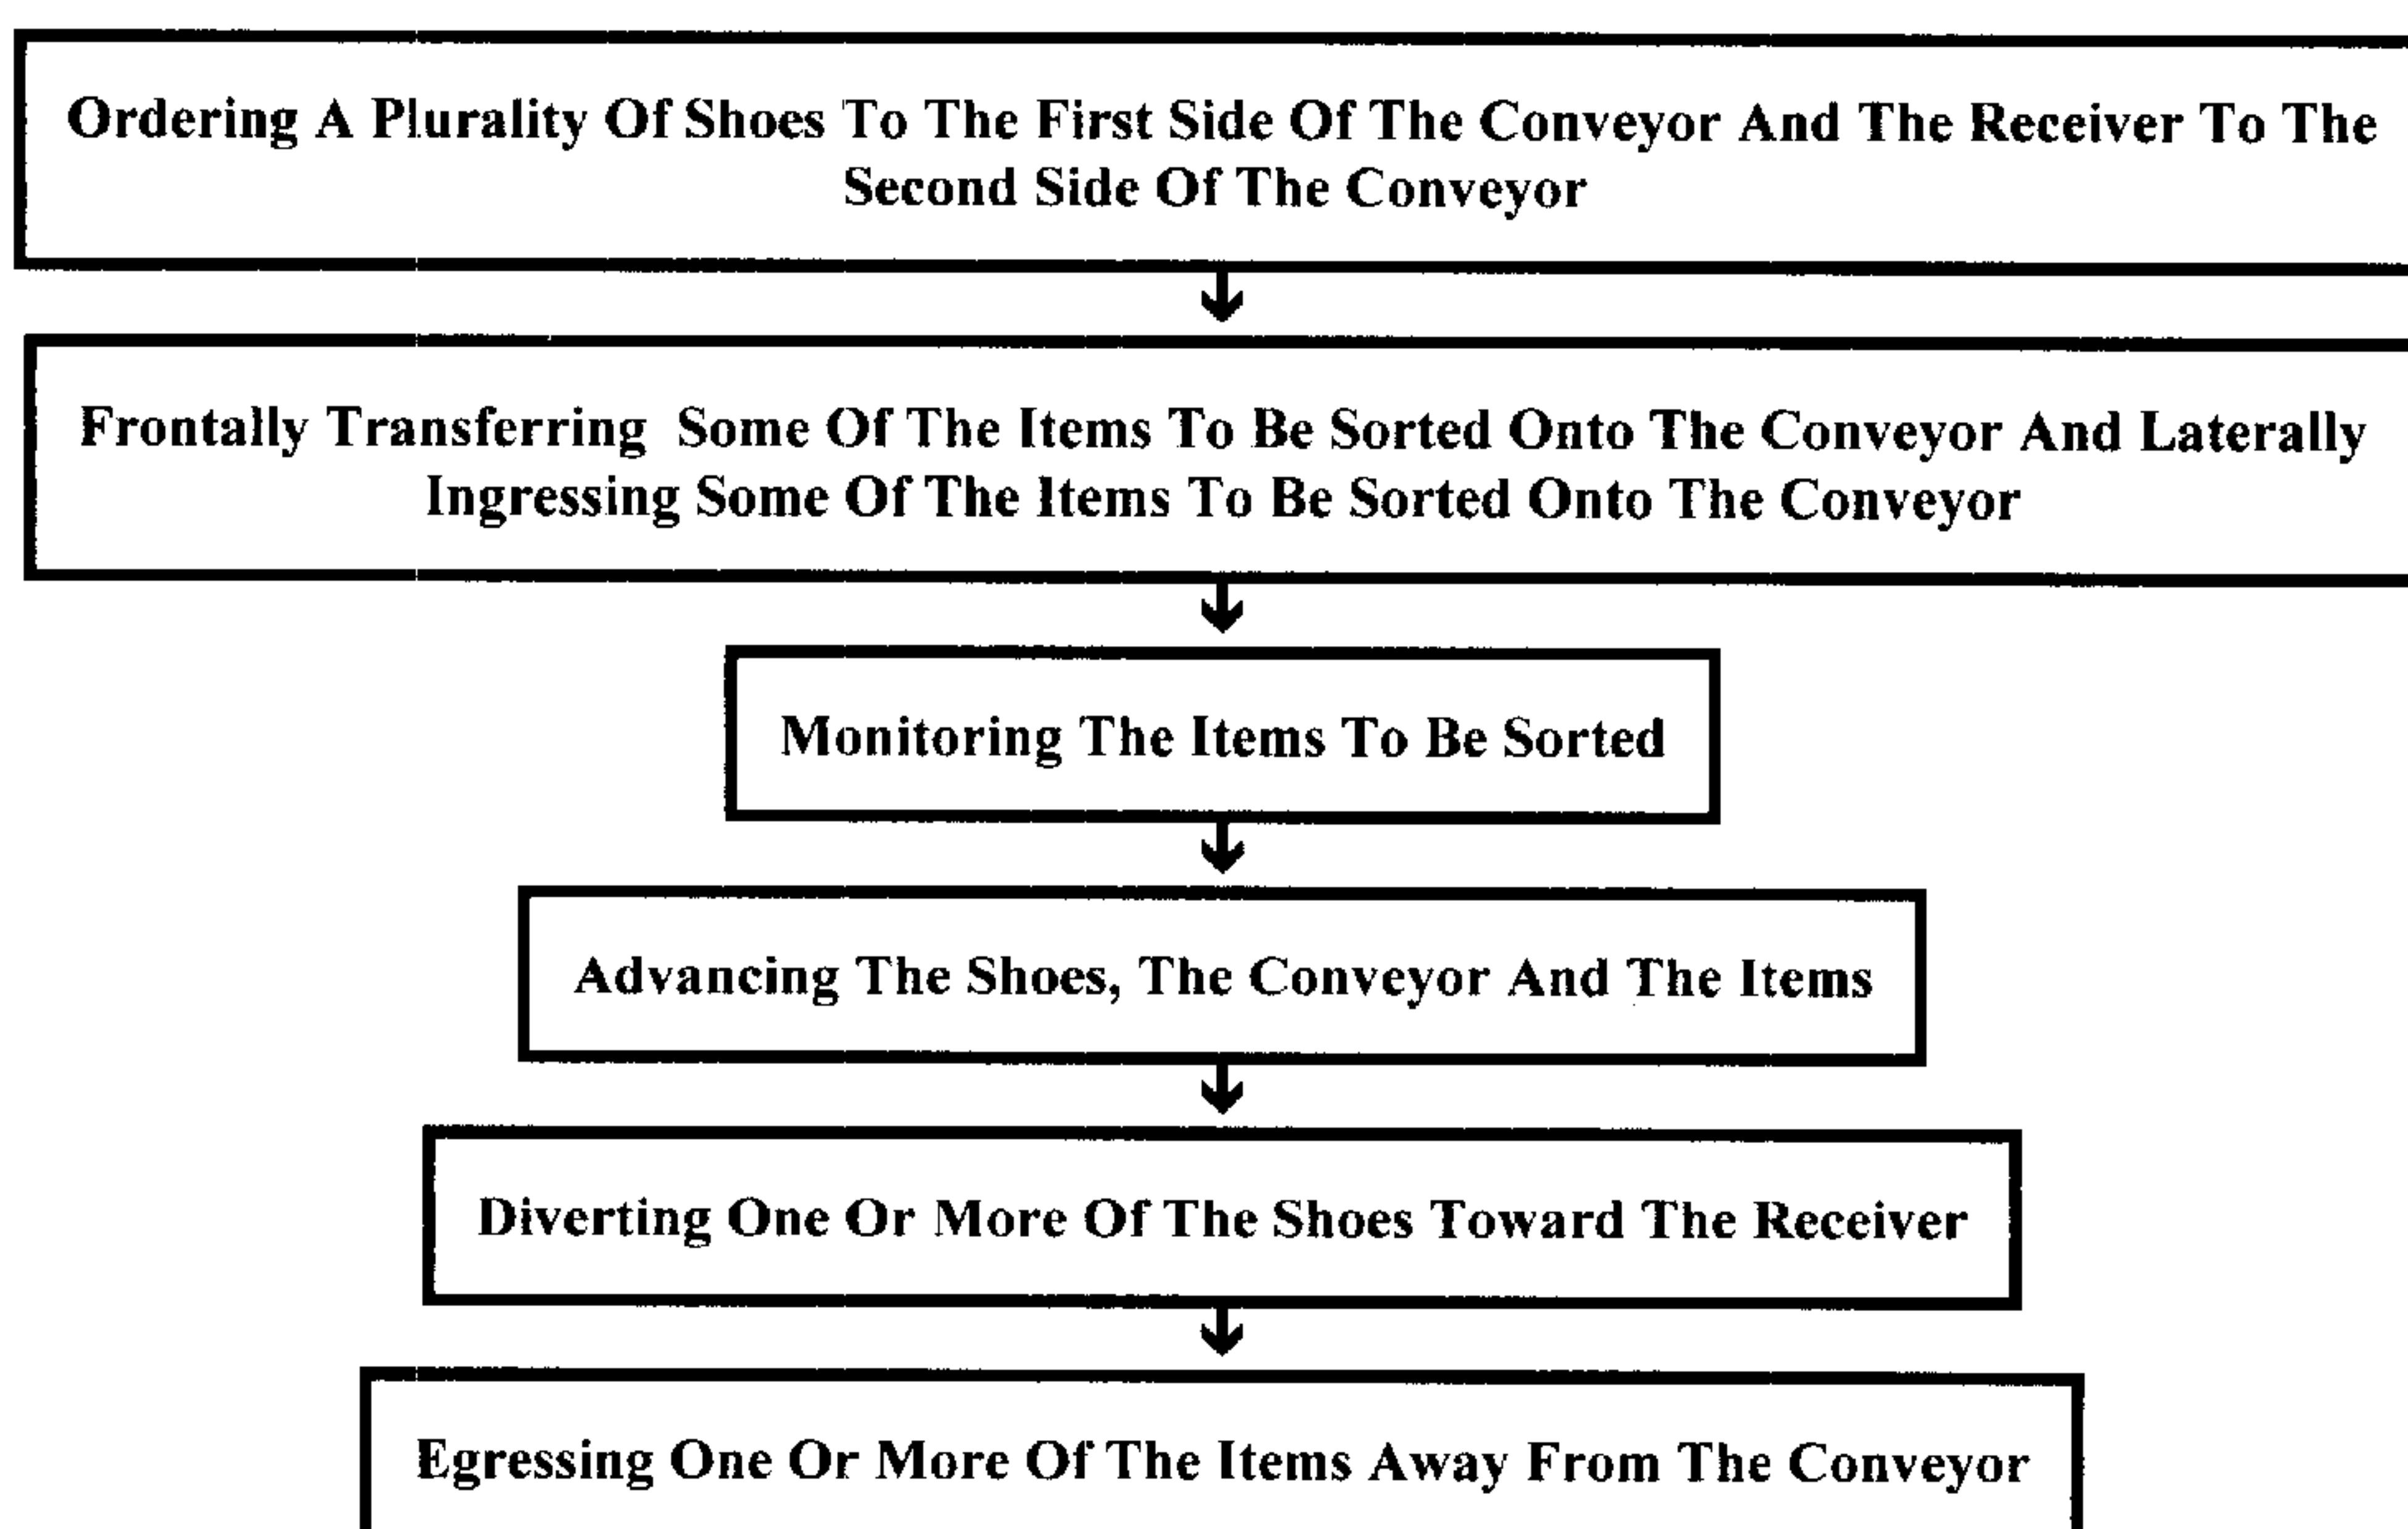 Ordering A Plurality Of Shoes To The First Side Of The Conveyor And The Receiver To The
Second Side Of The Conveyor
Frontally Transferring Some Of The Items To Be Sorted Onto The Conveyor And Laterally
Ingressing Some Of The Items To Be Sorted Onto The Conveyor
Monitoring The Items To Be Sorted
Advancing The Shoes, The Conveyor And The Items
Diverting One Or More Of The Shoes Toward The Receiver
Egressing One Or More Of The Items Away From The Conveyor